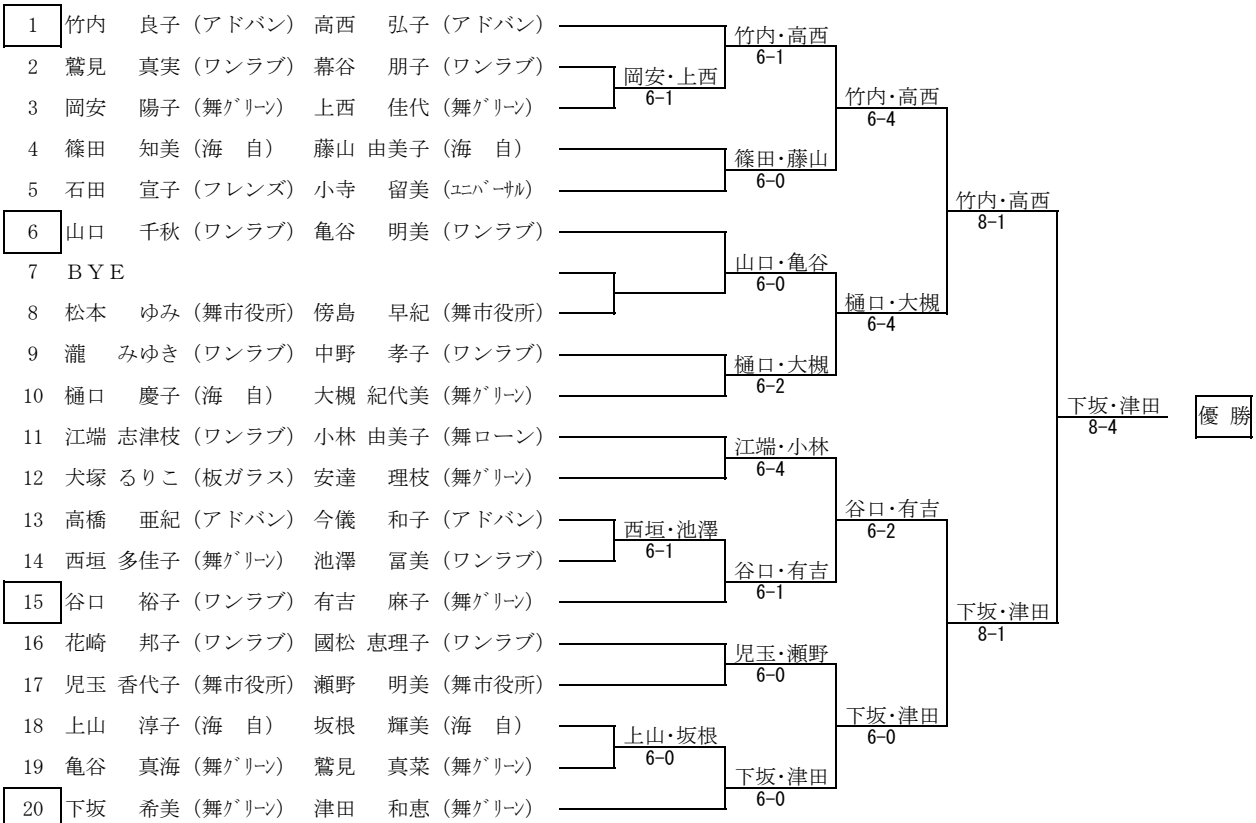 1 竹内 良子 (アドバン) 高西 弘子 (アドバン)
2 鷲見 真実 (ワンラブ) 幕谷 朋子 (ワンラブ)
3 岡安 陽子 (舞グリーン) 上西 佳代 (舞グリーン)
4 篠田 知美 (海 自) 藤山 由美子 (海 自)
5 石田 宣子 (フレンズ) 小寺 留美 (ユニバーサル)
6 山口 千秋 (ワンラブ) 亀谷 明美 (ワンラブ)
7 BYE
8 松本 ゆみ (舞市役所) 傍島 早紀 (舞市役所)
9 瀧 みゆき (ワンラブ) 中野 孝子 (ワンラブ)
10 樋口 慶子 (海 自) 大槻 紀代美 (舞グリーン)
11 江端 志津枝 (ワンラブ) 小林 由美子 (舞ローン)
12 犬塚 るりこ (板ガラス) 安達 理枝 (舞グリーン)
13 高橋 亜紀 (アドバン) 今儀 和子 (アドバン)
14 西垣 多佳子 (舞グリーン) 池澤 冨美 (ワンラブ)
15 谷口 裕子 (ワンラブ) 有吉 麻子 (舞グリーン)
16 花崎 邦子 (ワンラブ) 國松 恵理子 (ワンラブ)
17 児玉 香代子 (舞市役所) 瀬野 明美 (舞市役所)
18 上山 淳子 (海 自) 坂根 輝美 (海 自)
19 亀谷 真海 (舞グリーン) 鷲見 真菜 (舞グリーン)
20 下坂 希美 (舞グリーン) 津田 和恵 (舞グリーン)
岡安・上西
6-1
西垣・池澤
6-1
上山・坂根
6-0
竹内・高西
6-1
篠田・藤山
6-0
山口・亀谷
6-0
樋口・大槻
6-2
江端・小林
6-4
谷口・有吉
6-1
児玉・瀬野
6-0
下坂・津田
6-0
竹内・高西
6-4
樋口・大槻
6-4
谷口・有吉
6-2
下坂・津田
6-0
竹内・高西
8-1
下坂・津田
8-1
下坂・津田
8-4
優 勝